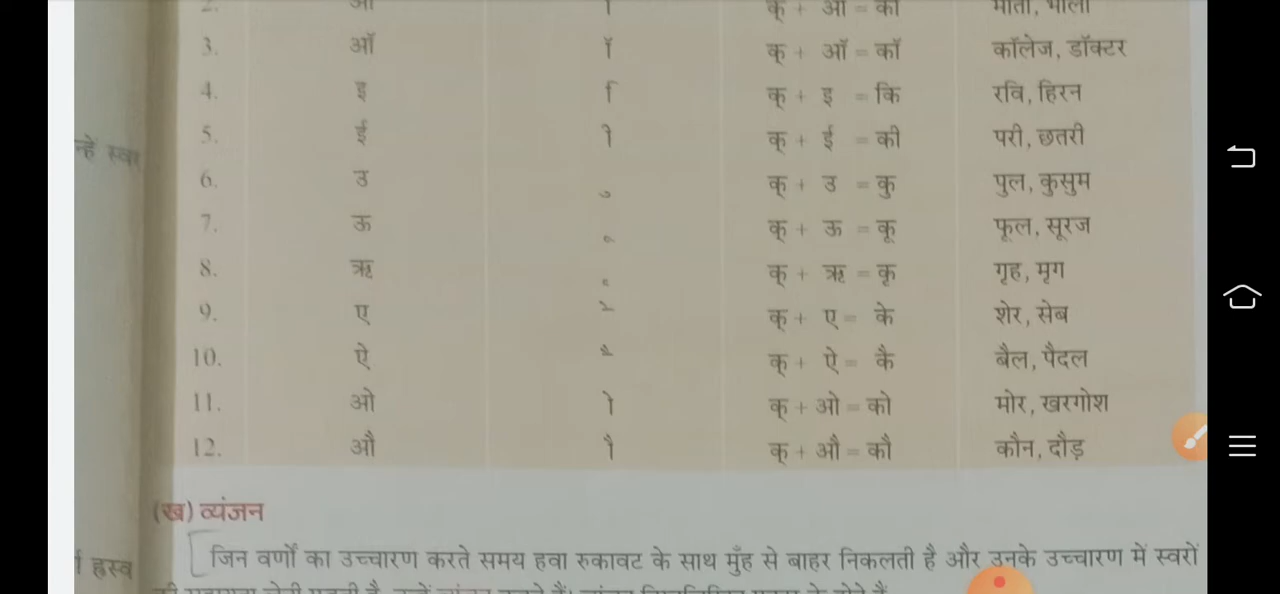 2. आ ा क् + आ = का माता, माला
3. ऑ ॉ क् + ऑ = कॉ कॉलेज, डॉक्टर
4. इ ि क् + इ = कि रवि, हिरन
5. ई ी क् + ई = की परी, छतरी
6. उ ु क् + उ = कु पुल, कुसुम
7. ऊ ू क् + ऊ = कू फूल, सूरज
8. ऋ ृ क् + ऋ = कृ गृह, मृग
9. ए े क् + ए = के शेर, सेब
10. ऐ ै क् + ऐ = कै बैल, पैदल
11. ओ ो क् + ओ = को मोर, खरगोश
12. औ ौ क् + औ = कौ कौन, दौड़
(ख) व्यंजन
जिन वर्णों का उच्चारण करते समय हवा रुकावट के साथ मुँह से बाहर निकलती है और उनके उच्चारण में स्वरों